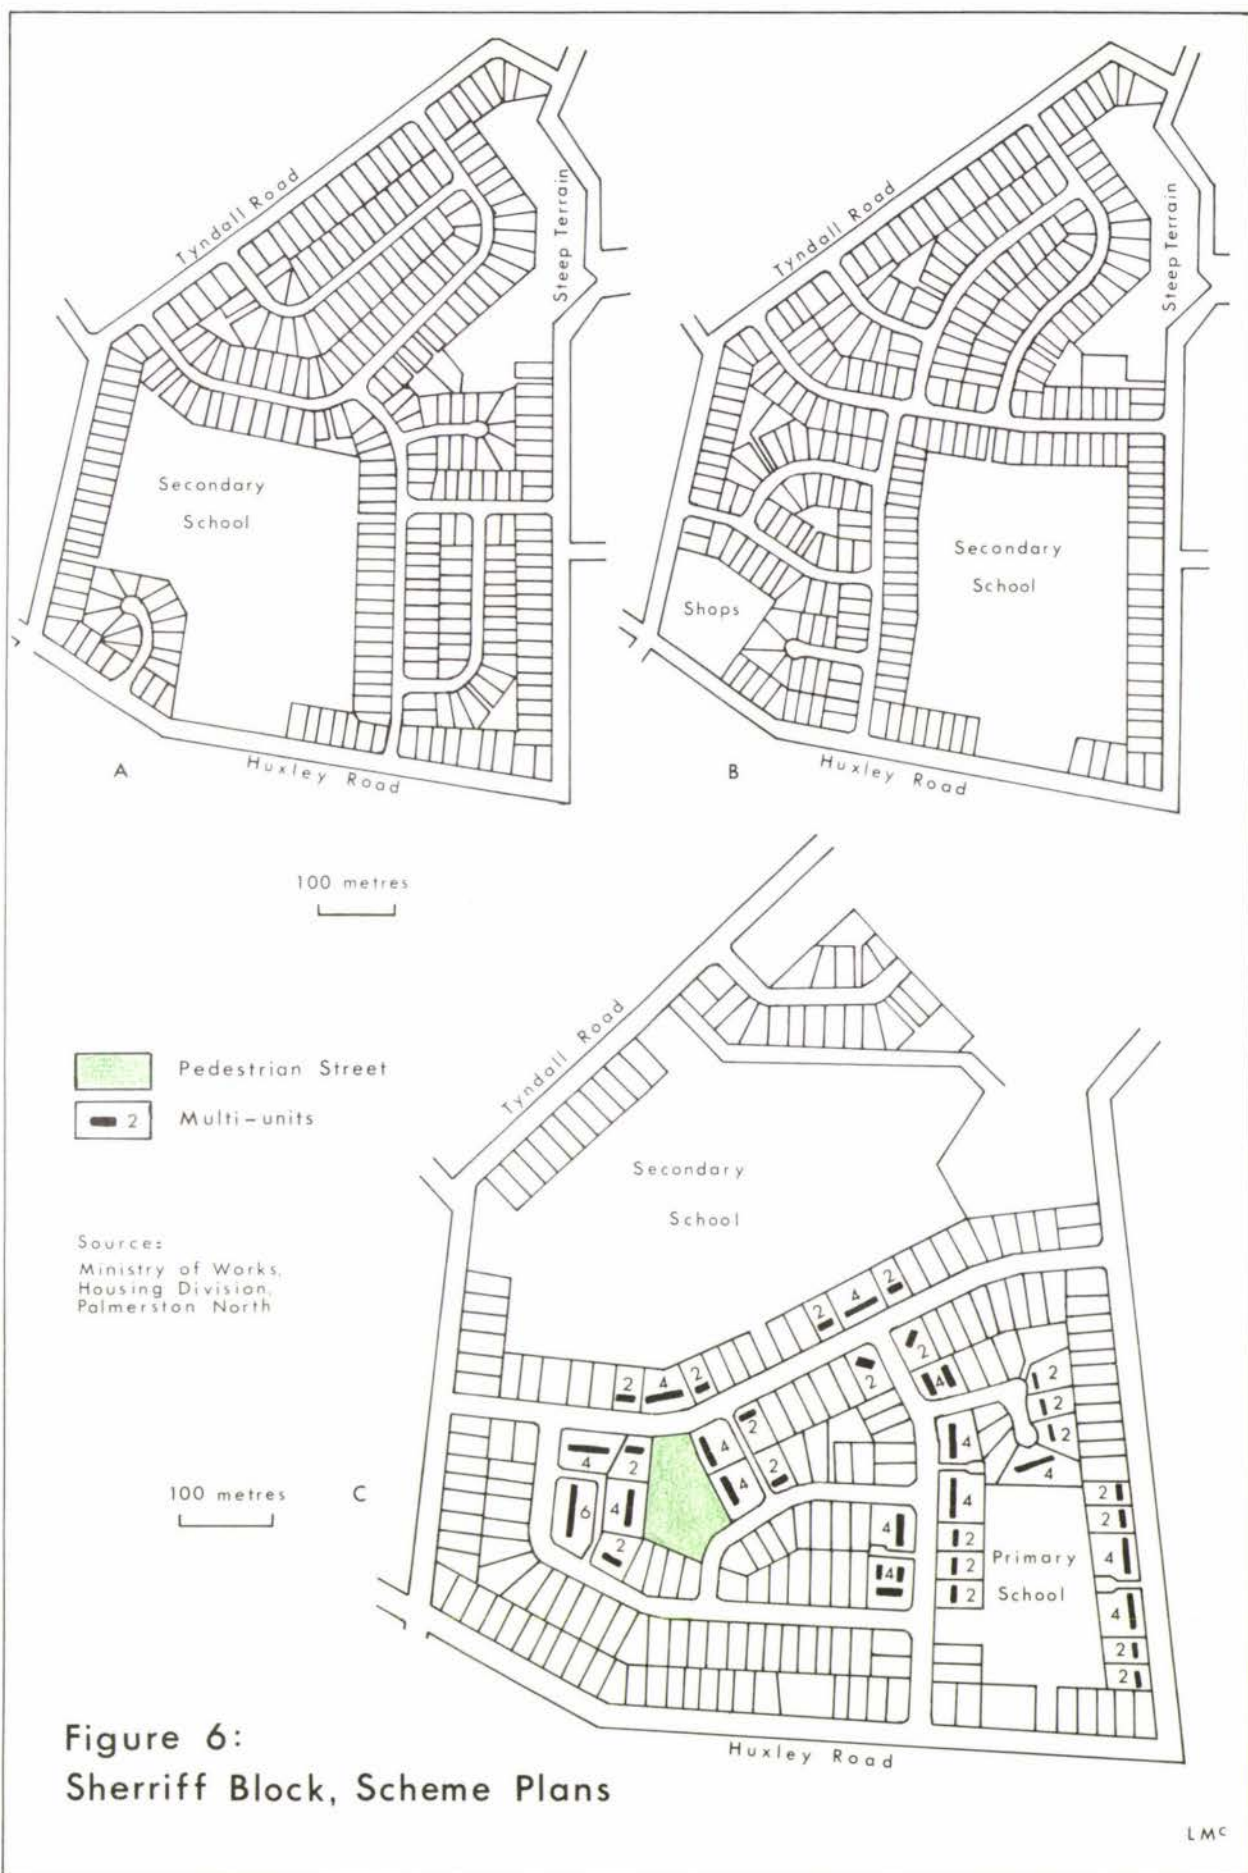 Tyndall Road
Steep Terrain
Secondary
School
A
Huxley Road
Tyndall Road
Steep Terrain
Secondary
School
Shops
B
Huxley Road
100 metres
Pedestrian Street
2 Multi-units
Source:
Ministry of Works,
Housing Division,
Palmerston North
100 metres
C
Tyndall Road
Secondary
School
2
4
2
2
4
2
2
2
4
2
2
2
4
4
2
4
4
2
2
4
6
4
2
4
4
4
4
2
2
2
Primary
School
2
2
4
4
2
2
Huxley Road
Figure 6:
Sherriff Block, Scheme Plans
LMc